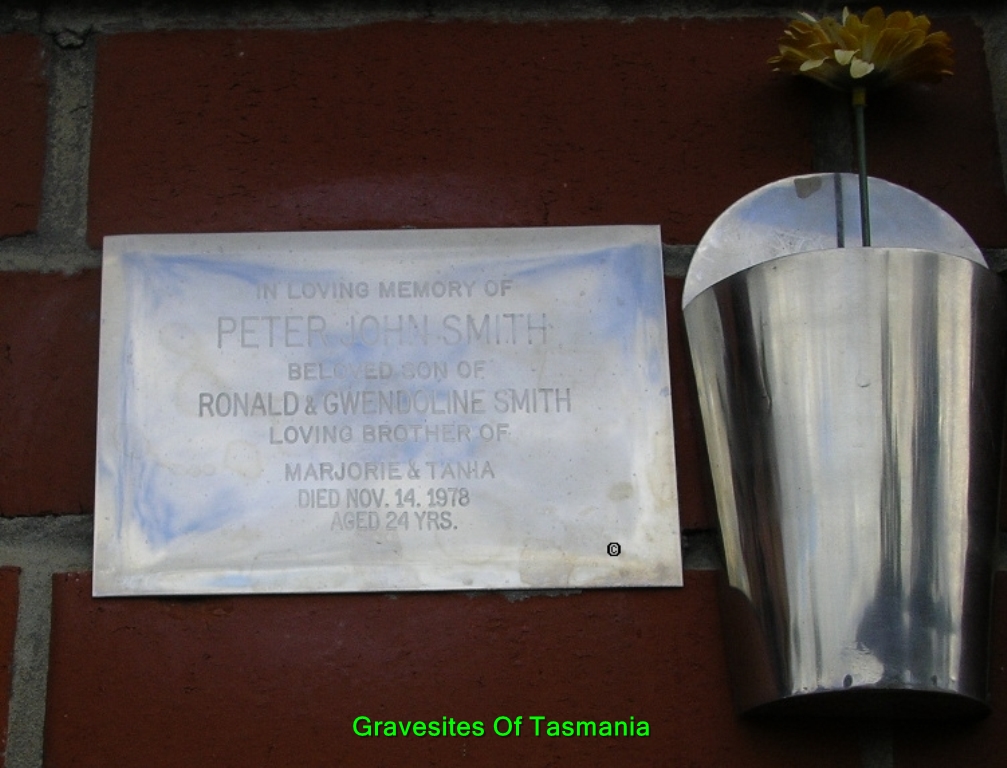 IN LOVING MEMORY OF
PETER JOHN SMITH
BELOVED SON OF
RONALD & GWENDOLINE SMITH
LOVING BROTHER OF
MARJORIE & TANIA
DIED NOV. 14. 1978
AGED 24 YRS.
©
Gravesites Of Tasmania